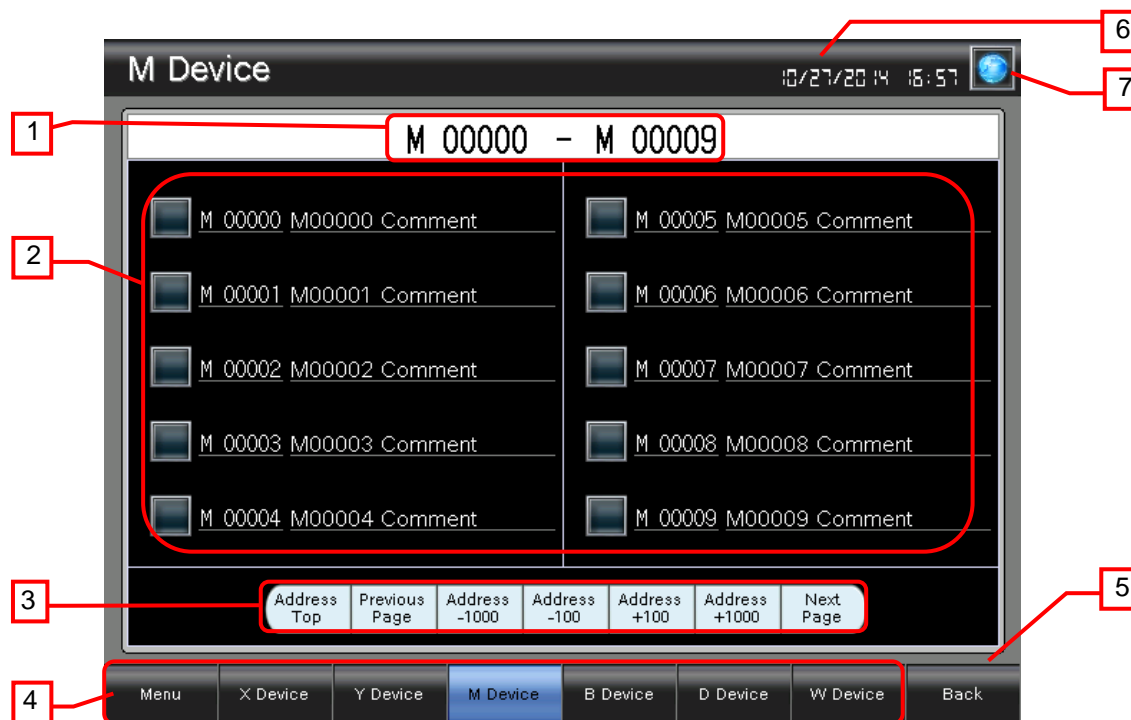 6
M Device
10/27/2014 16:57
7
1
M 00000 - M 00009
2
M 00000 M00000 Comment
M 00005 M00005 Comment
M 00001 M00001 Comment
M 00006 M00006 Comment
M 00002 M00002 Comment
M 00007 M00007 Comment
M 00003 M00003 Comment
M 00008 M00008 Comment
M 00004 M00004 Comment
M 00009 M00009 Comment
3
Address Top
Previous Page
Address -1000
Address -100
Address +100
Address +1000
Next Page
5
4
Menu
X Device
Y Device
M Device
B Device
D Device
W Device
Back